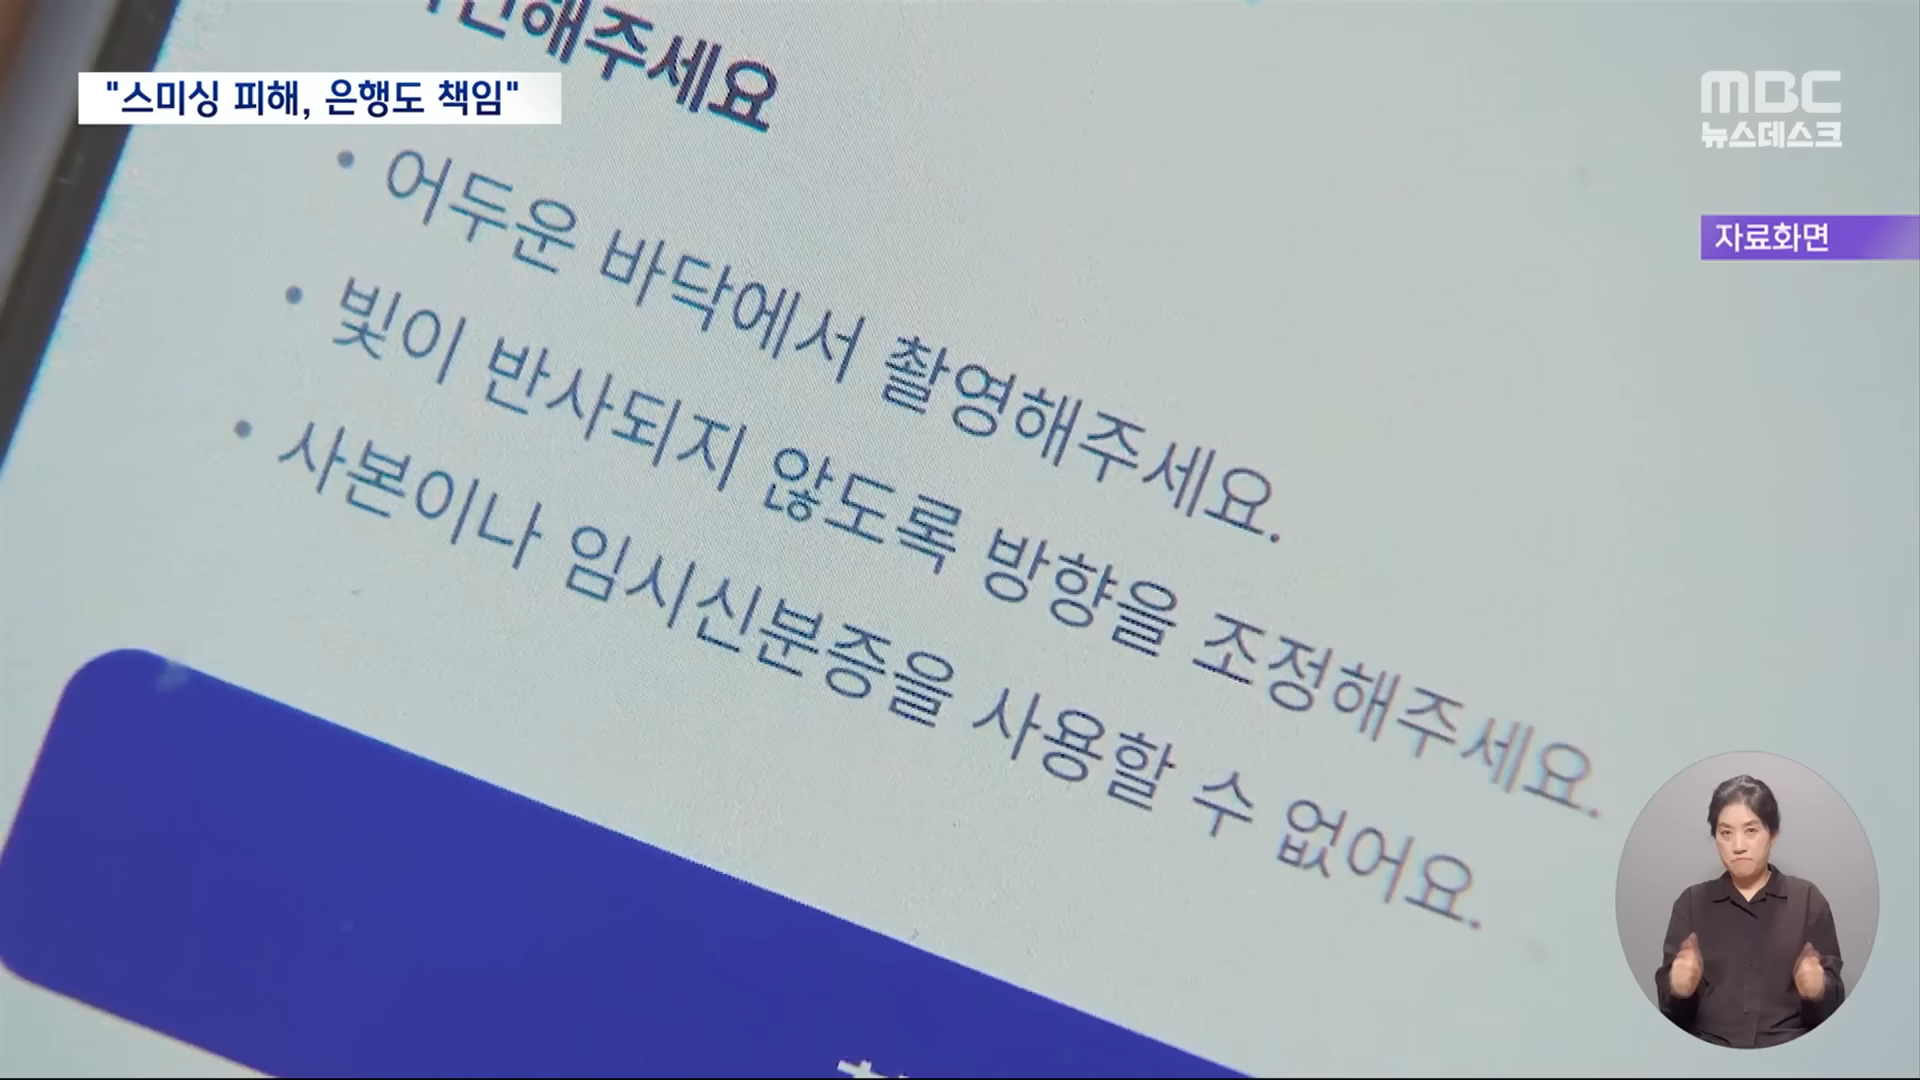 "스미싱 피해, 은행도 책임"
MBC
뉴스데스크
자료화면
해주세요
• 어두운 바닥에서 촬영해주세요.
• 빛이 반사되지 않도록 방향을 조정해주세요.
• 사본이나 임시신분증을 사용할 수 없어요.